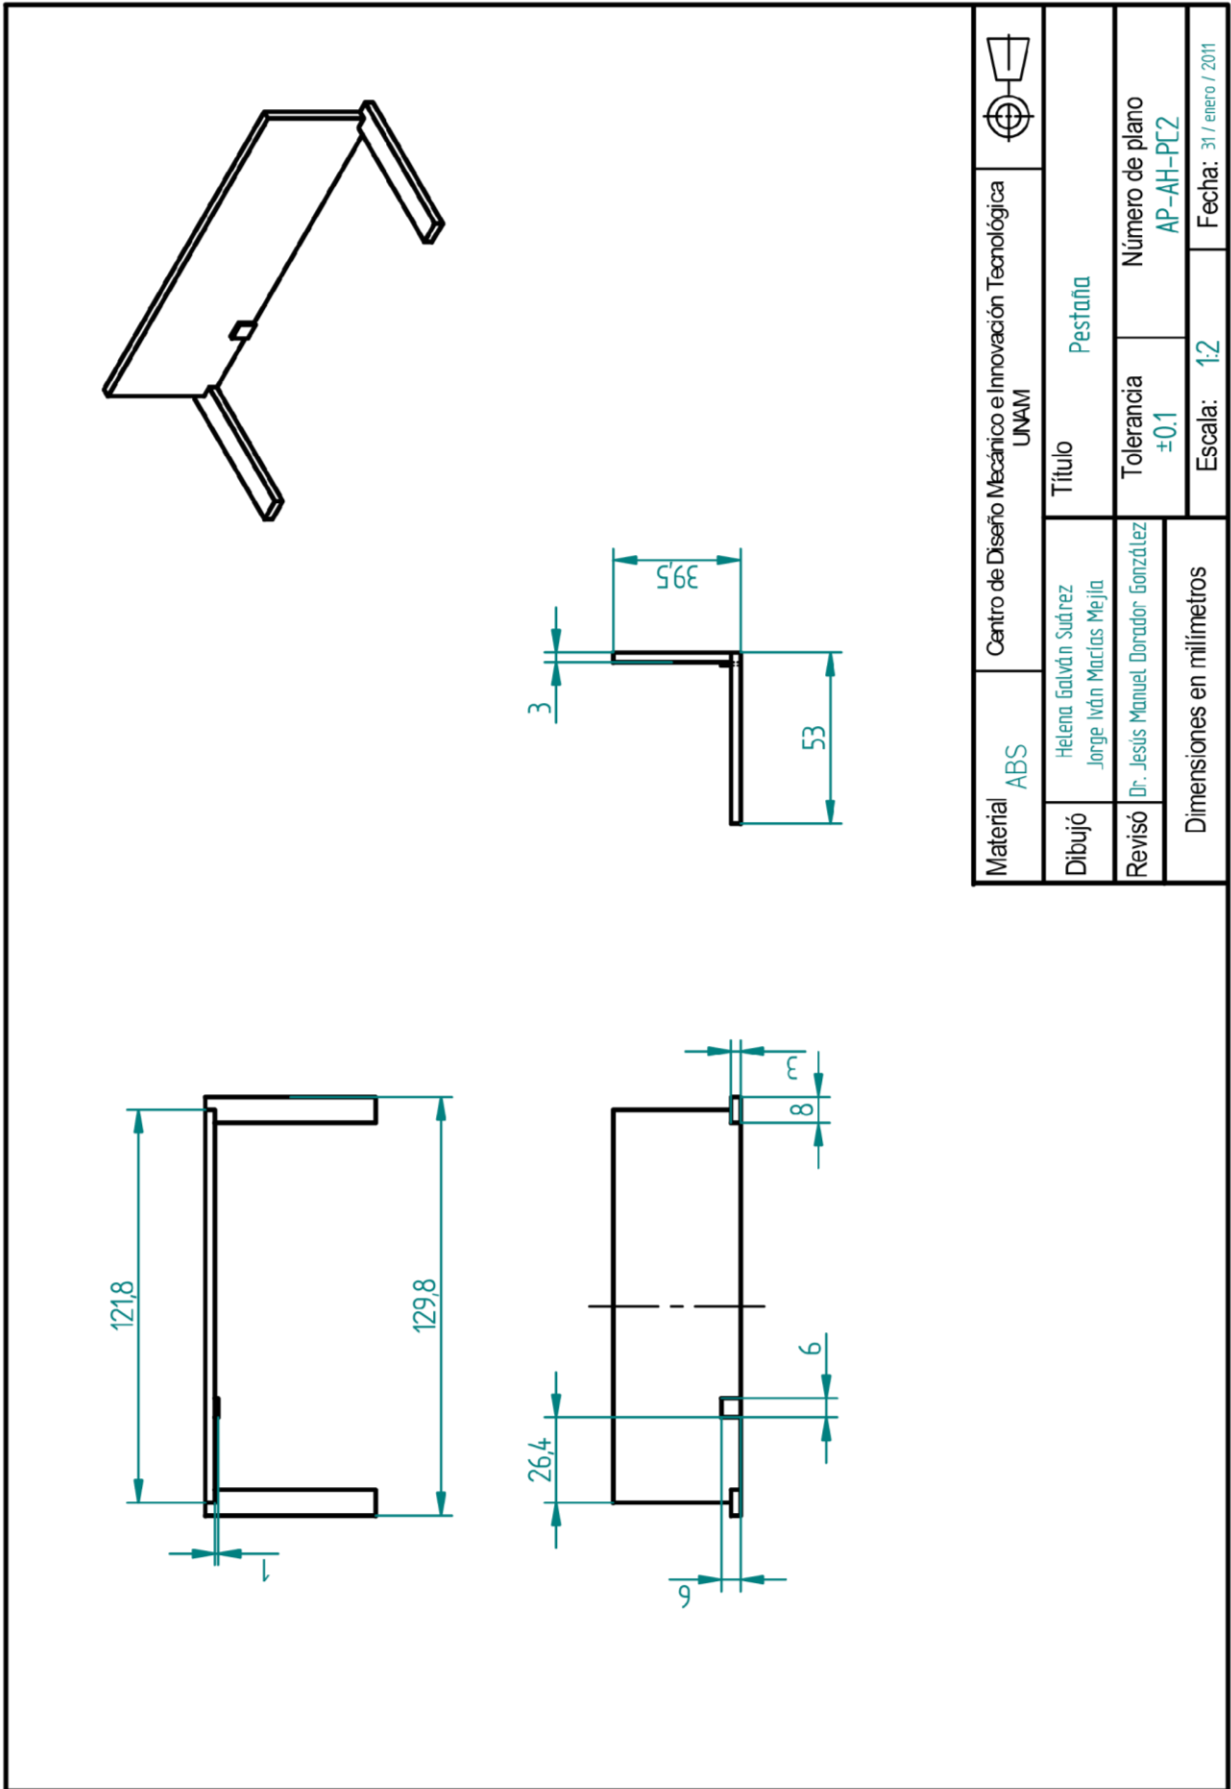 121,8
129,8
1
26,4
6
6
3
8
3
39,5
53
Material
ABS
Centro de Diseño Mecánico e Innovación Tecnológica
UNAM
Dibujó
Helena Galván Suárez
Jorge Iván Macías Mejía
Título
Pestaña
Revisó
Dr. Jesús Manuel Dorador González
Tolerancia
±0.1
Número de plano
AP-AH-PC2
Dimensiones en milímetros
Escala: 1:2
Fecha: 31 / enero / 2011